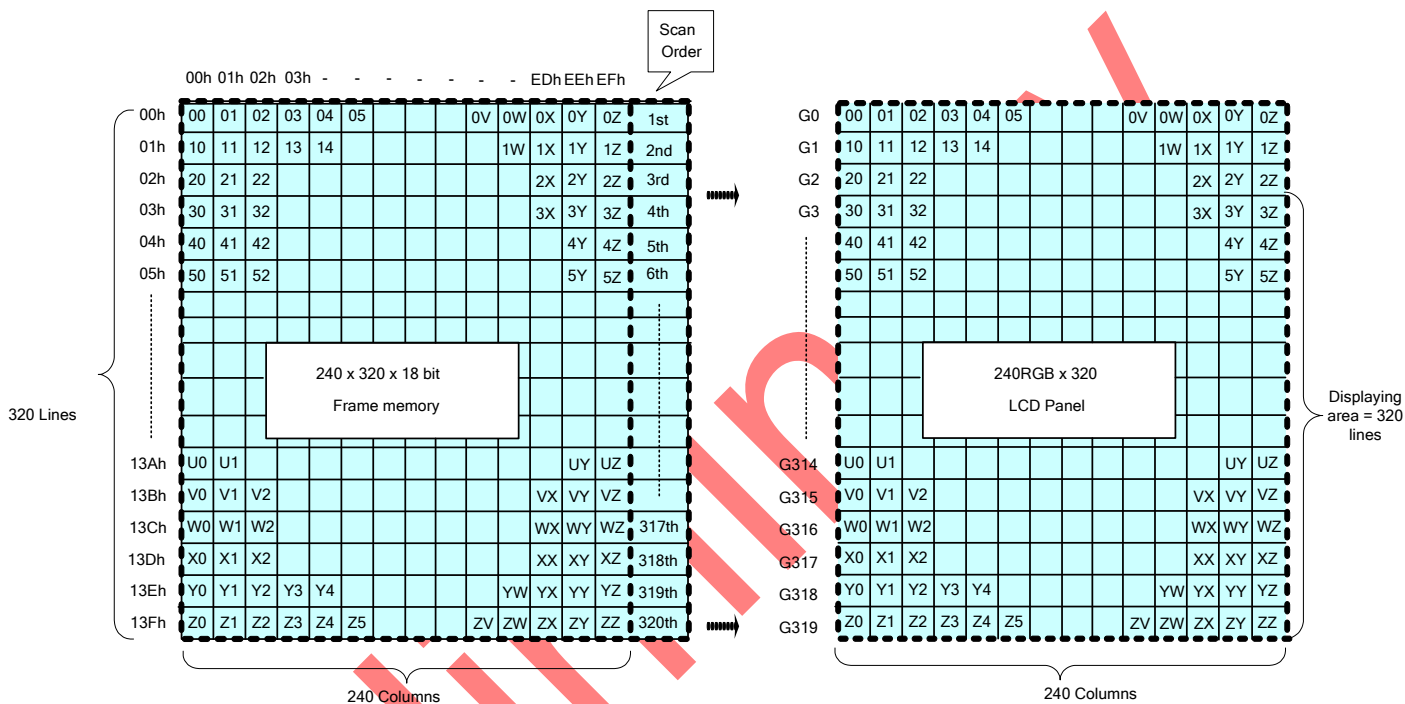 Scan
Order
00h 01h 02h 03h - - - - - - - EDh EEh EFh
00h 00 01 02 03 04 05 0V 0W 0X 0Y 0Z 1st G0 00 01 02 03 04 05 0V 0W 0X 0Y 0Z
01h 10 11 12 13 14 1W 1X 1Y 1Z 2nd G1 10 11 12 13 14 1W 1X 1Y 1Z
02h 20 21 22 2X 2Y 2Z 3rd G2 20 21 22 2X 2Y 2Z
03h 30 31 32 3X 3Y 3Z 4th G3 30 31 32 3X 3Y 3Z
04h 40 41 42 4Y 4Z 5th 40 41 42 4Y 4Z
05h 50 51 52 5Y 5Z 6th 50 51 52 5Y 5Z
240 x 320 x 18 bit
Frame memory
240RGB x 320
LCD Panel
320 Lines
Displaying
area = 320
lines
13Ah U0 U1 UY UZ G314 U0 U1 UY UZ
13Bh V0 V1 V2 VX VY VZ G315 V0 V1 V2 VX VY VZ
13Ch W0 W1 W2 WX WY WZ 317th G316 W0 W1 W2 WX WY WZ
13Dh X0 X1 X2 XX XY XZ 318th G317 X0 X1 X2 XX XY XZ
13Eh Y0 Y1 Y2 Y3 Y4 YW YX YY YZ 319th G318 Y0 Y1 Y2 Y3 Y4 YW YX YY YZ
13Fh Z0 Z1 Z2 Z3 Z4 Z5 ZV ZW ZX ZY ZZ 320th G319 Z0 Z1 Z2 Z3 Z4 Z5 ZV ZW ZX ZY ZZ
240 Columns
240 Columns